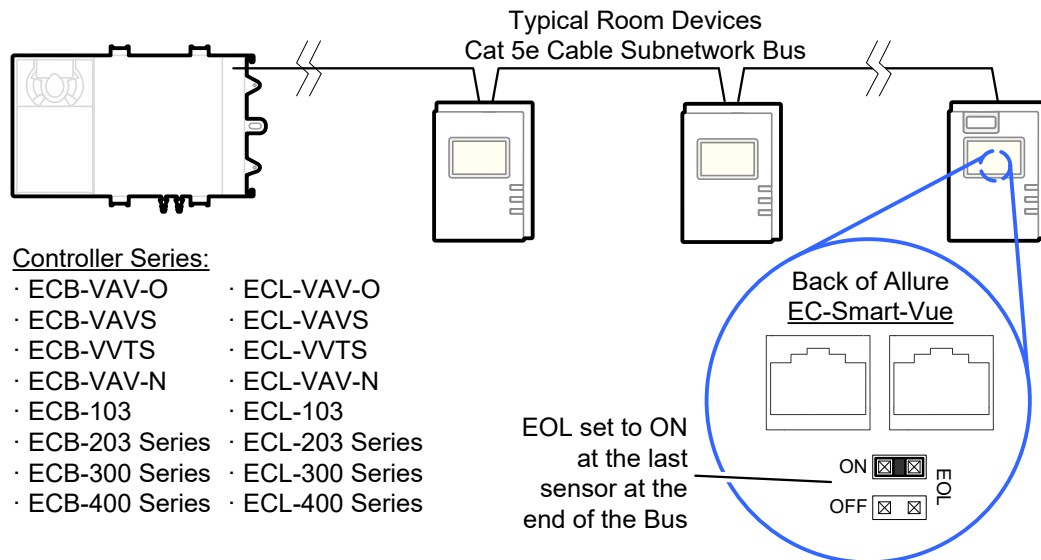 Typical Room Devices
Cat 5e Cable Subnetwork Bus
Controller Series:
· ECB-VAV-O · ECL-VAV-O
· ECB-VAVS · ECL-VAVS
· ECB-VVTS · ECL-VVTS
· ECB-VAV-N · ECL-VAV-N
· ECB-103 · ECL-103
· ECB-203 Series · ECL-203 Series
· ECB-300 Series · ECL-300 Series
· ECB-400 Series · ECL-400 Series
Back of Allure
EC-Smart-Vue
EOL set to ON
at the last
sensor at the
end of the Bus
ON
OFF
EOL